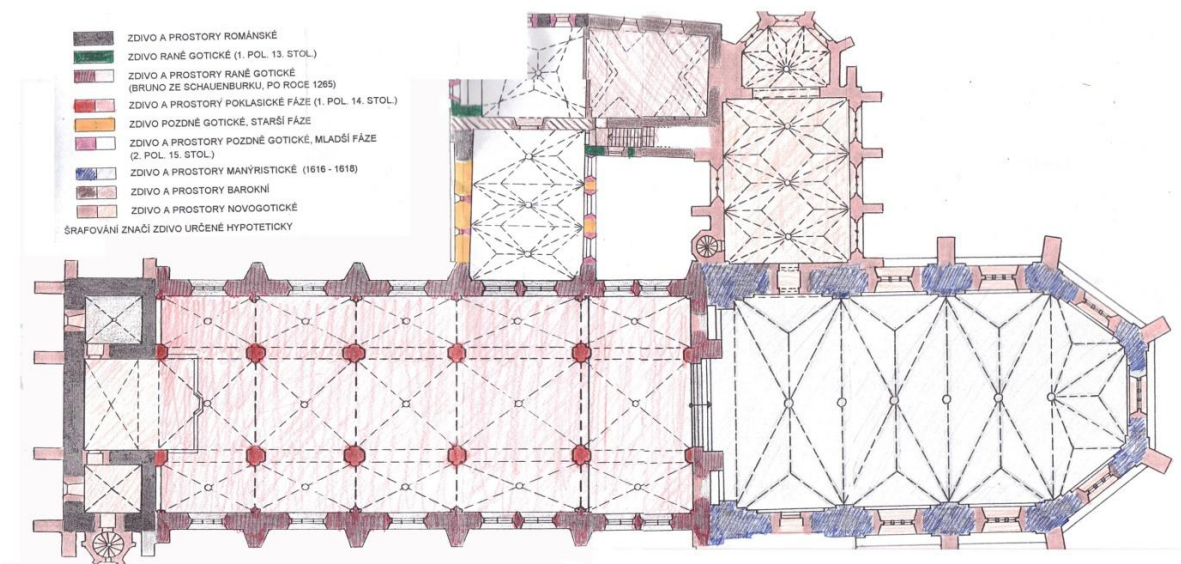 ZDIVO A PROSTORY ROMÁNSKÉ
ZDIVO RANĚ GOTICKÉ (1. POL. 13. STOL.)
ZDIVO A PROSTORY RANĚ GOTICKÉ
(BRUNO ZE SCHAUENBURKU, PO ROCE 1265)
ZDIVO A PROSTORY POKLASICKÉ FÁZE (1. POL. 14. STOL.)
ZDIVO POZDNĚ GOTICKÉ, STARŠÍ FÁZE
ZDIVO A PROSTORY POZDNĚ GOTICKÉ, MLADŠÍ FÁZE
(2. POL. 15. STOL.)
ZDIVO A PROSTORY MANÝRISTICKÉ (1616 - 1618)
ZDIVO A PROSTORY BAROKNÍ
ZDIVO A PROSTORY NOVOGOTICKÉ
ŠRAFOVÁNÍ ZNAČÍ ZDIVO URČENÉ HYPOTETICKY